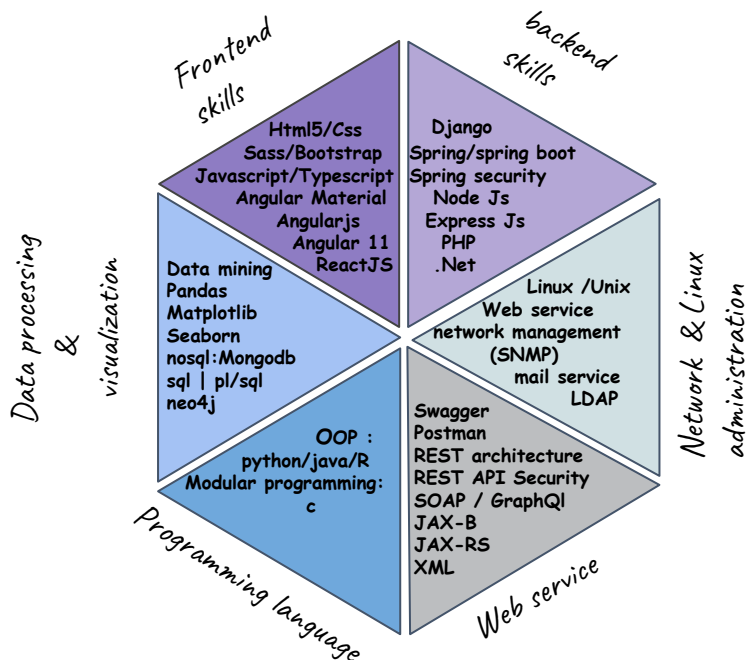 Frontend
skills
Html5/Css
Sass/Bootstrap
Javascript/Typescript
Angular Material
Angularjs
Angular 11
ReactJS
backend
skills
Django
Spring/spring boot
Spring security
Node Js
Express Js
PHP
.Net
Data processing
&
visualization
Data mining
Pandas
Matplotlib
Seaborn
nosql:Mongodb
sql | pl/sql
neo4j
Network & Linux
administration
Linux /Unix
Web service
network management
(SNMP)
mail service
LDAP
Programming language
OOP :
python/java/R
Modular programming:
c
Web service
Swagger
Postman
REST architecture
REST API Security
SOAP / GraphQl
JAX-B
JAX-RS
XML